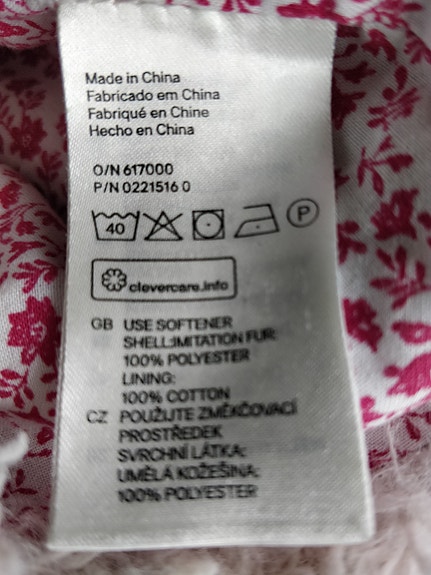 Made in China
Fabricado em China
Fabriqué en Chine
Hecho en China
O/N 617000
P/N 0221516 0
40 P
clevercare.info
GB USE SOFTENER
SHELL:IMITATION FUR:
100% POLYESTER
LINING:
100% COTTON
CZ POUŽIJTE ZMĚKČOVACÍ
PROSTŘEDEK
SVRCHNÍ LÁTKA:
UMĚLÁ KOŽEŠINA:
100% POLYESTER